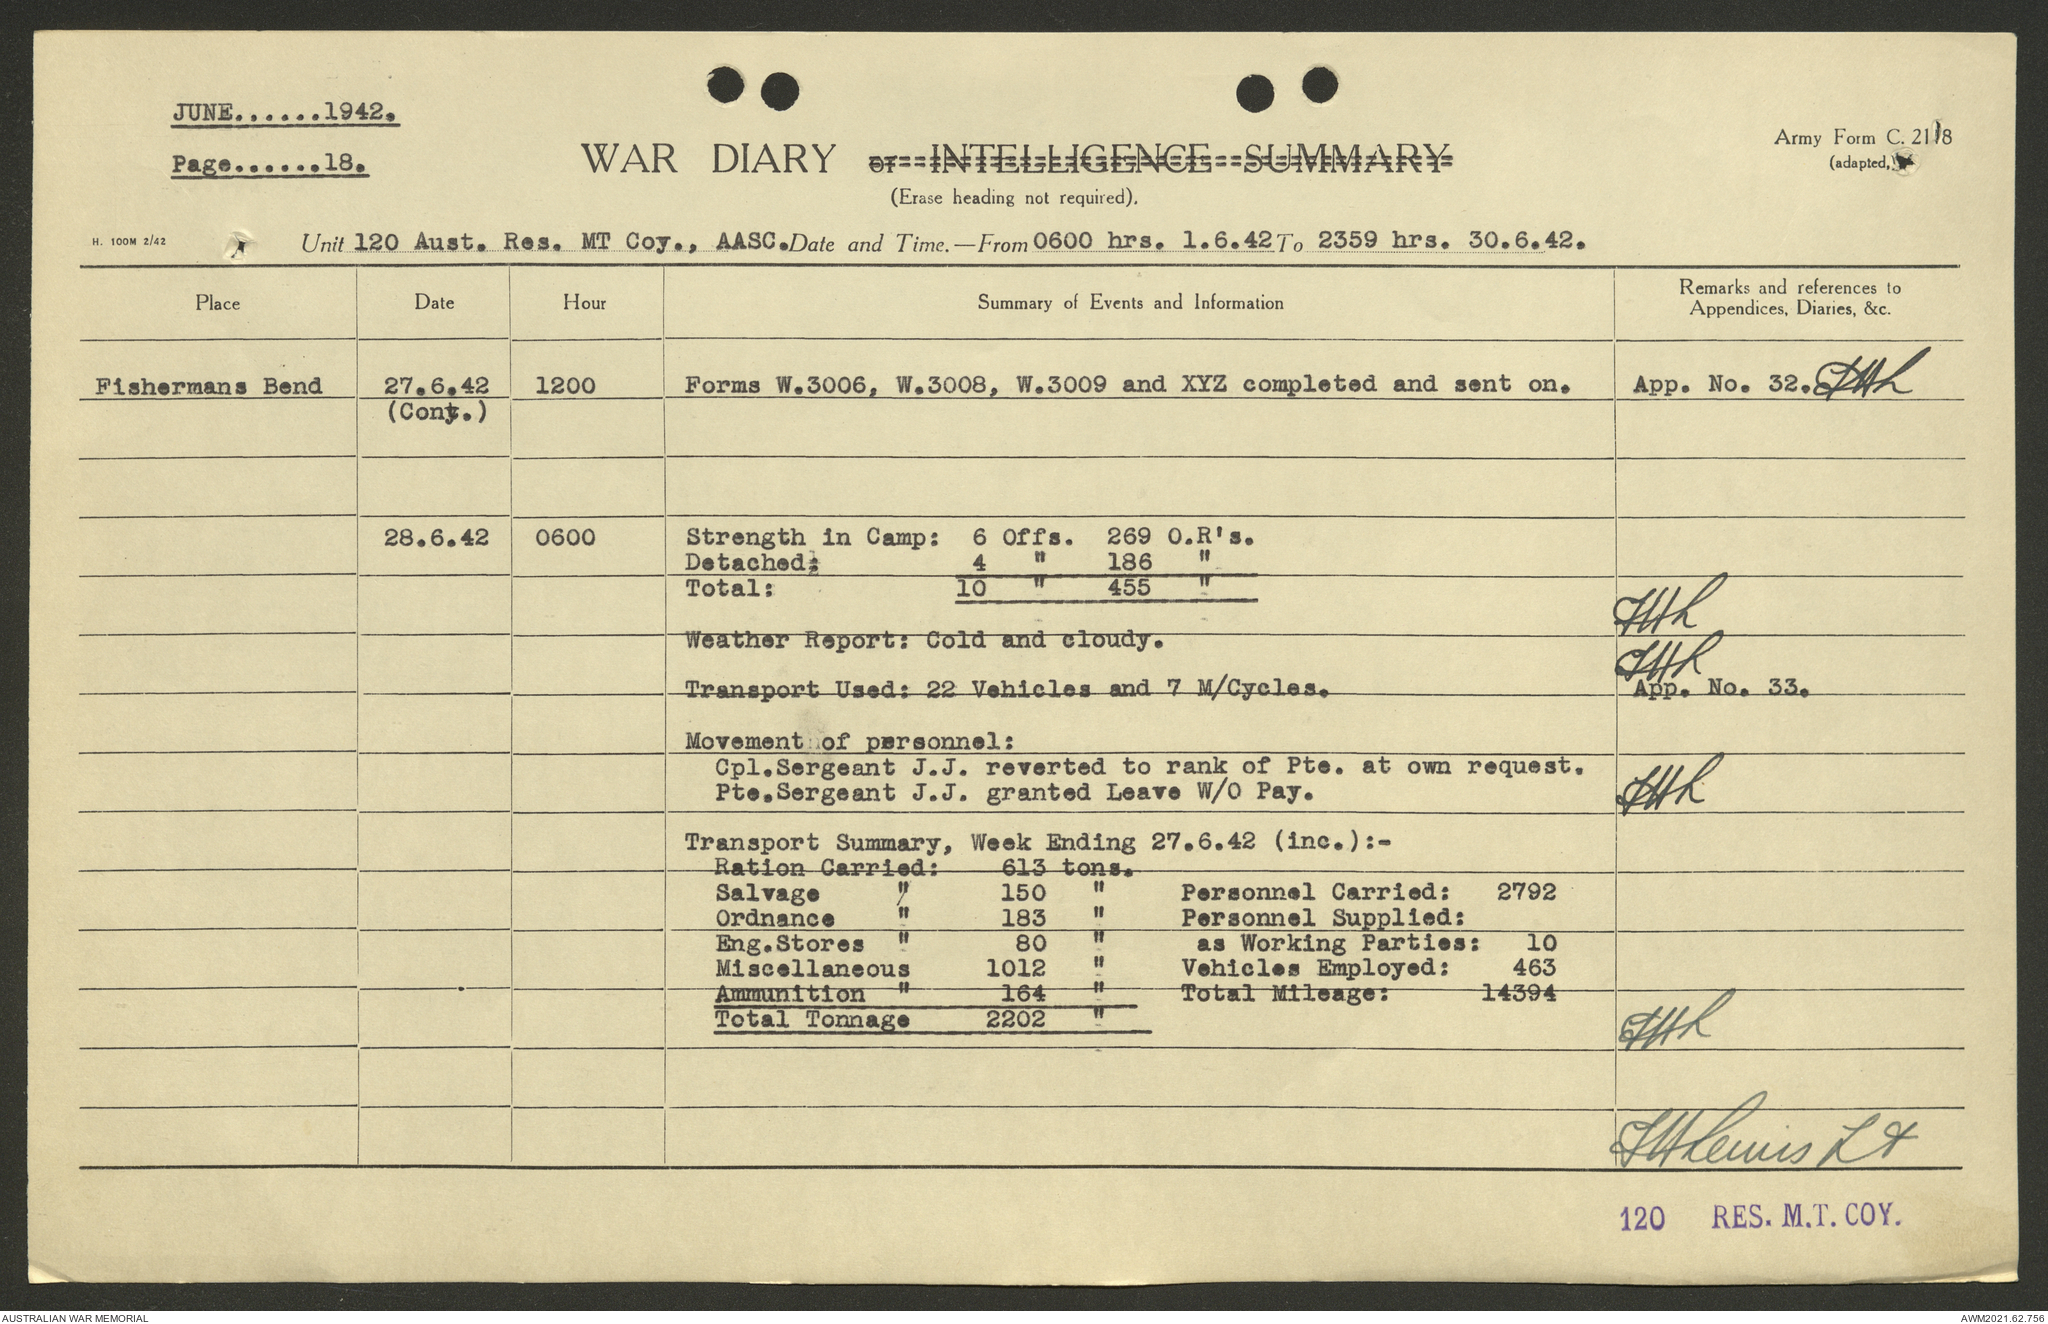 JUNE......1942.
Page......18.
WAR DIARY or INTELLIGENCE SUMMARY
(Erase heading not required).
Army Form C. 2118
(adapted.)
H. 100M 2/42
Unit 120 Aust. Res. MT Coy., AASC. Date and Time.—From 0600 hrs. 1.6.42 To 2359 hrs. 30.6.42.
Place Date Hour Summary of Events and Information Remarks and references to
Appendices, Diaries, &c.
Fishermans Bend 27.6.42 1200 Forms W.3006, W.3008, W.3009 and XYZ completed and sent on. App. No. 32.
(Cont.)
28.6.42 0600 Strength in Camp: 6 Offs. 269 O.R's.
Detached: 4 " 186 "
Total: 10 " 455 "
Weather Report: Cold and cloudy.
Transport Used: 22 Vehicles and 7 M/Cycles. App. No. 33.
Movement of personnel:
Cpl.Sergeant J.J. reverted to rank of Pte. at own request.
Pte.Sergeant J.J. granted Leave W/O Pay.
Transport Summary, Week Ending 27.6.42 (inc.):-
Ration Carried: 613 tons.
Salvage " 150 " Personnel Carried: 2792
Ordnance " 183 " Personnel Supplied:
Eng.Stores " 80 " as Working Parties: 10
Miscellaneous 1012 " Vehicles Employed: 463
Ammunition " 164 " Total Mileage: 14394
Total Tonnage 2202 "
Lewis Lt
120 RES. M.T. COY.
AUSTRALIAN WAR MEMORIAL AWM2021.62.756